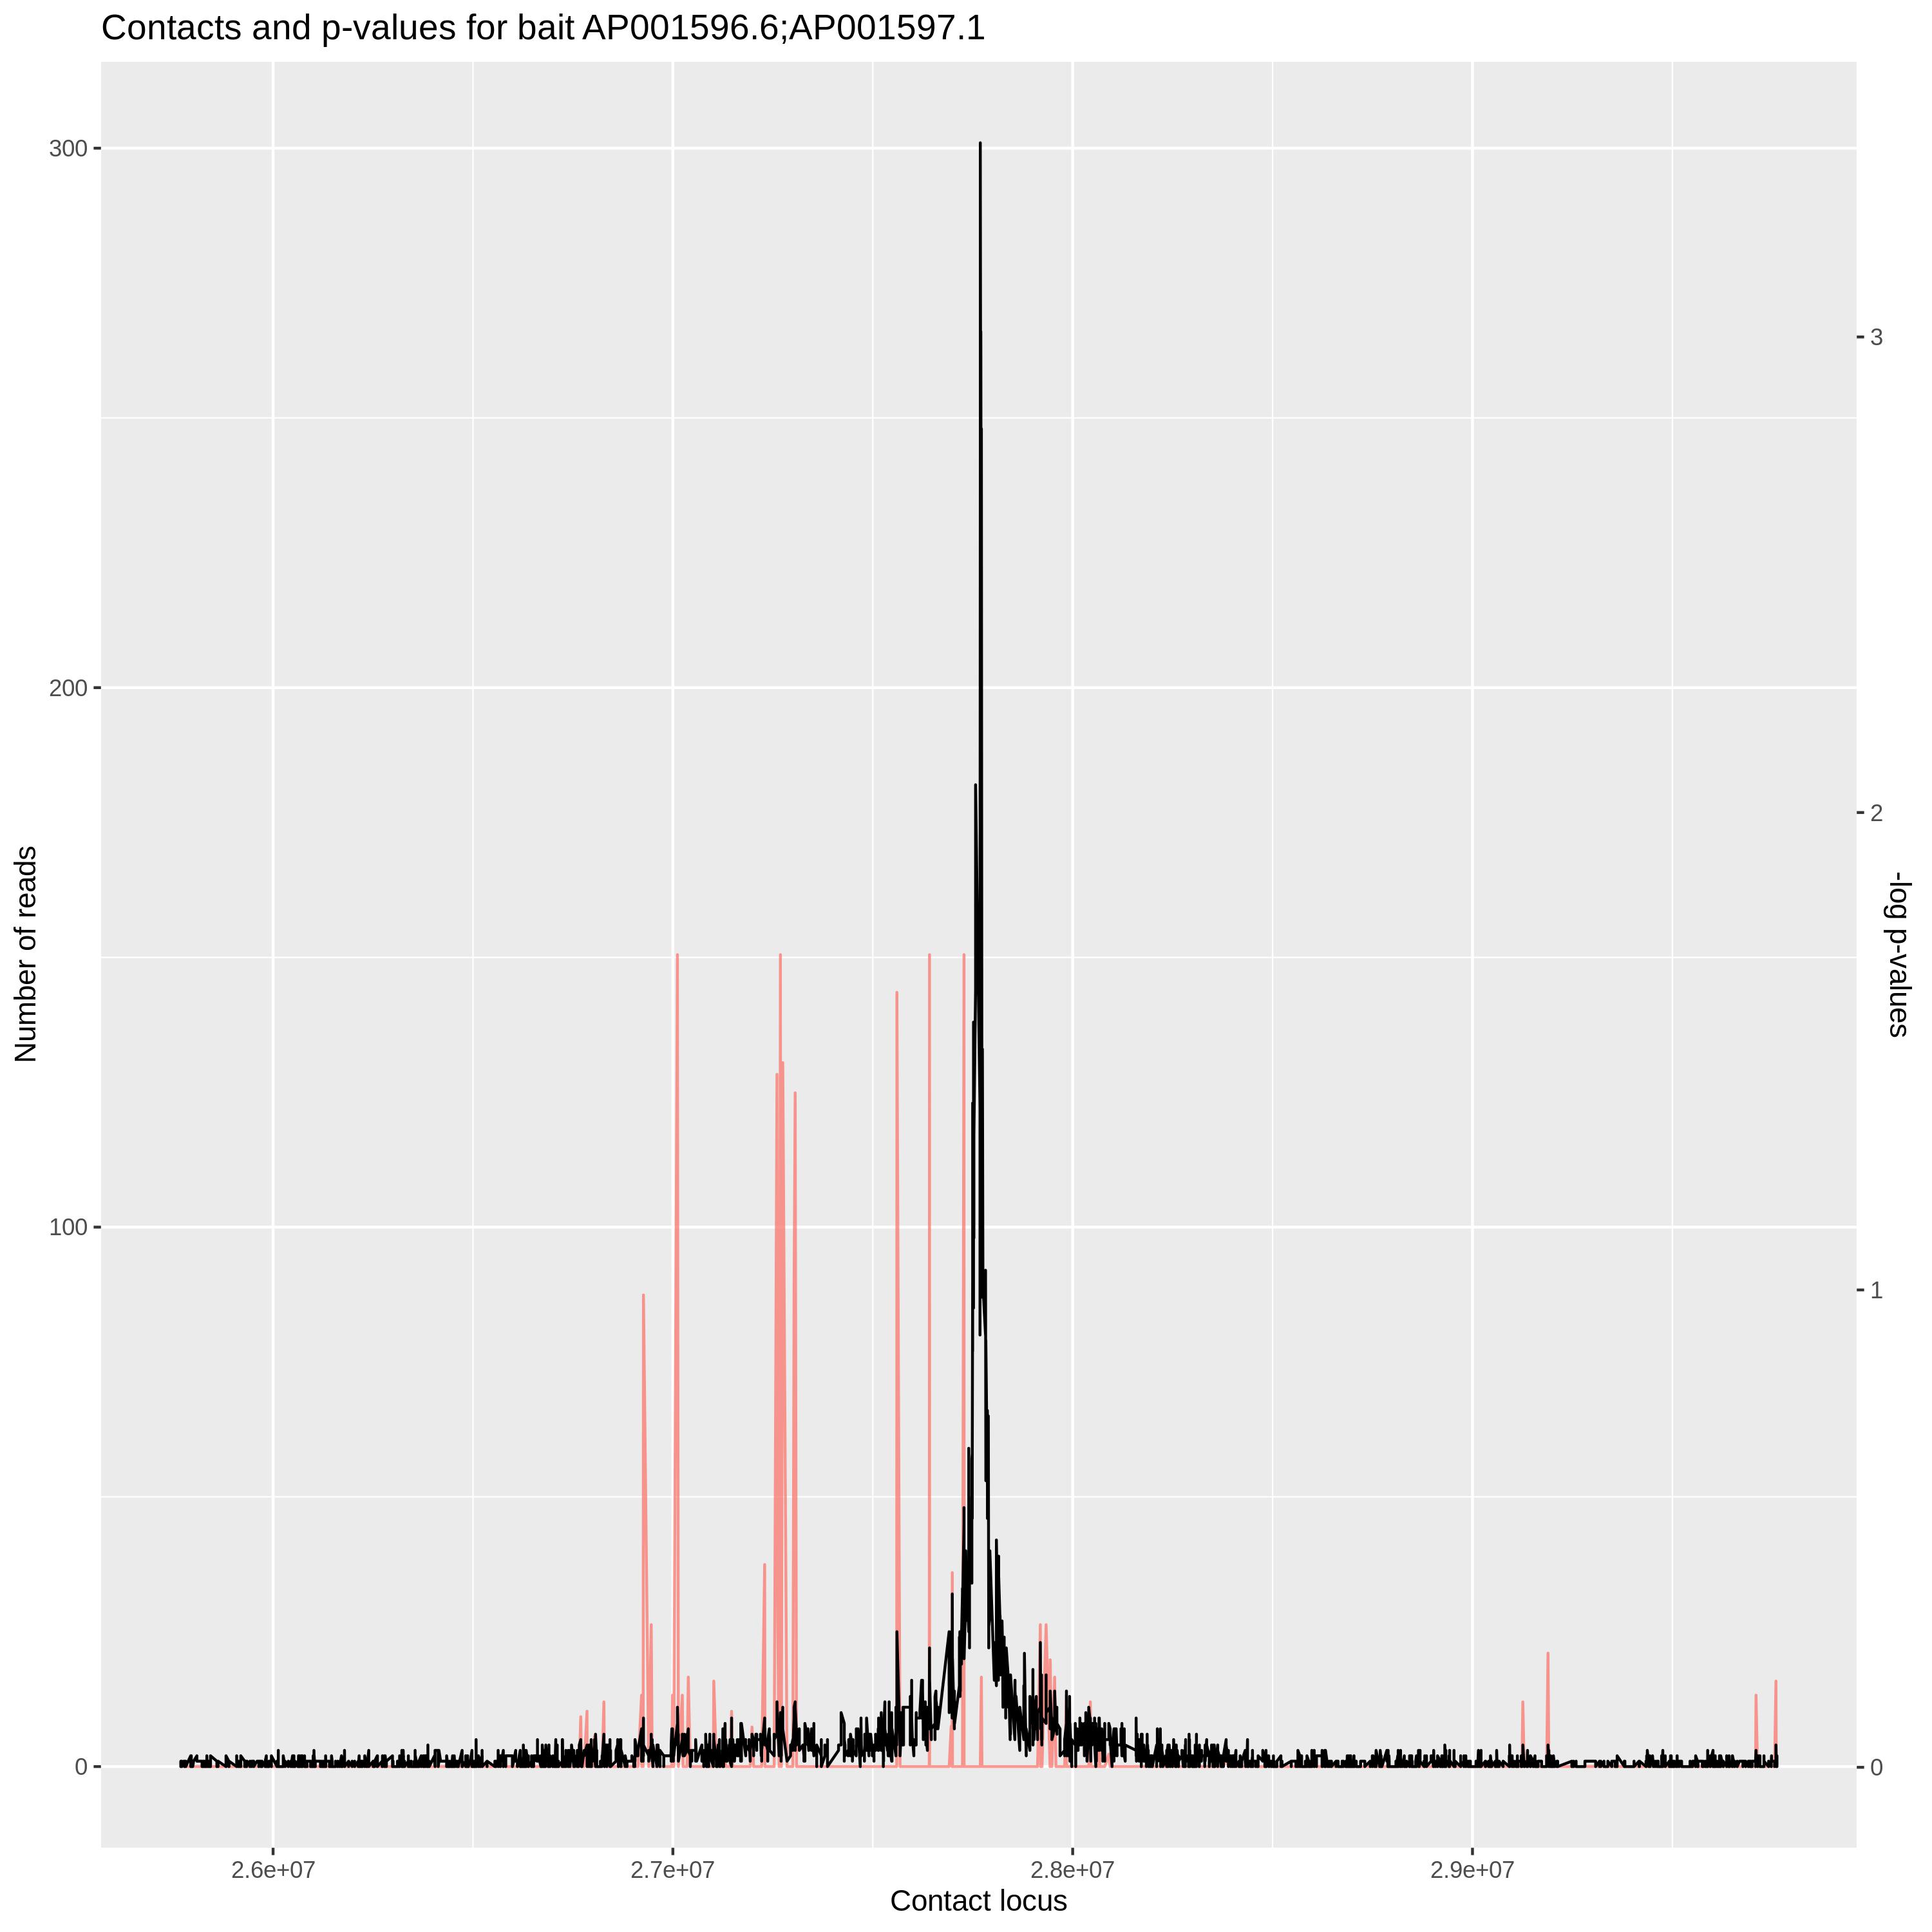 Contacts and p-values for bait AP001596.6;AP001597.1
300
200
100
0
Number of reads
3
2
1
0
-log p-values
2.6e+07
2.7e+07
2.8e+07
2.9e+07
Contact locus